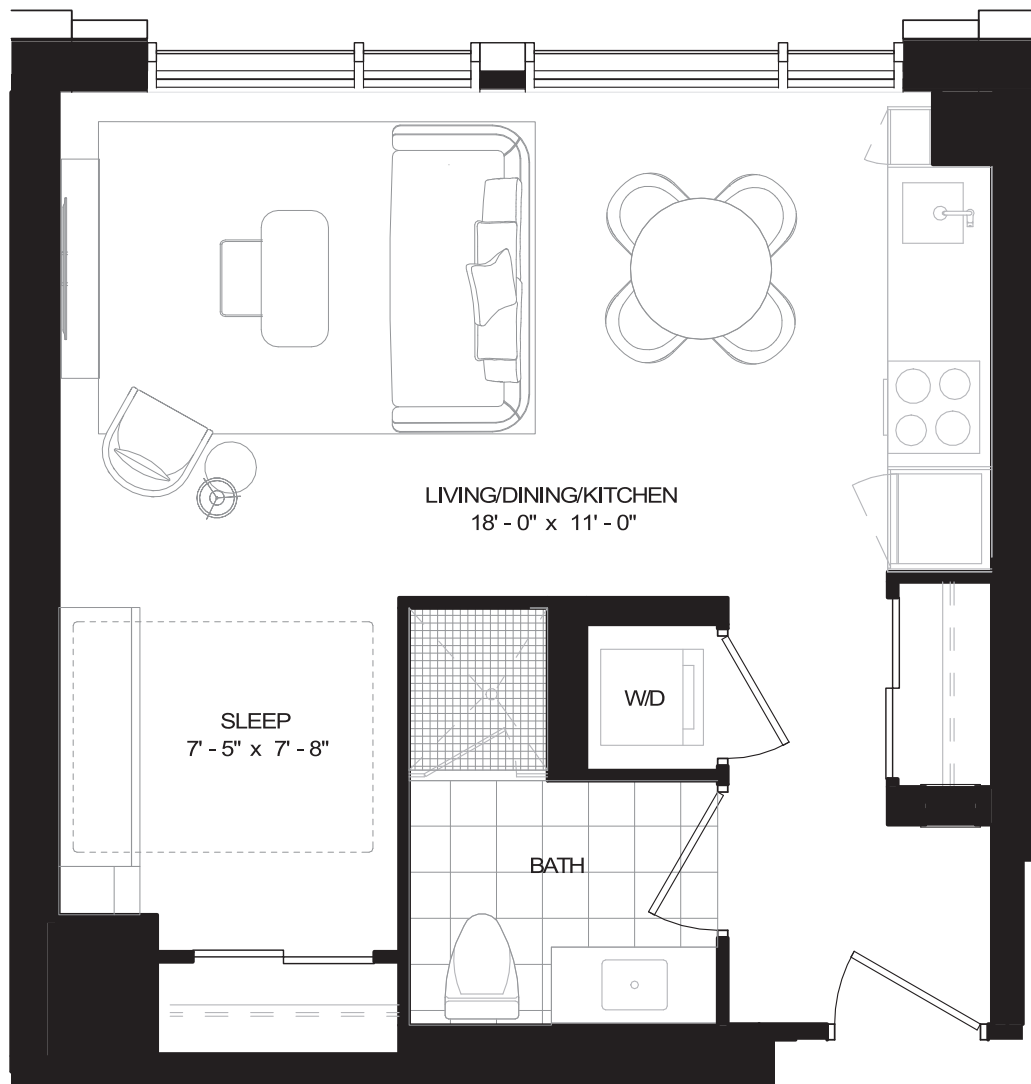 LIVING/DINING/KITCHEN
18' - 0" x 11' - 0"
SLEEP
7' - 5" x 7' - 8"
W/D
BATH